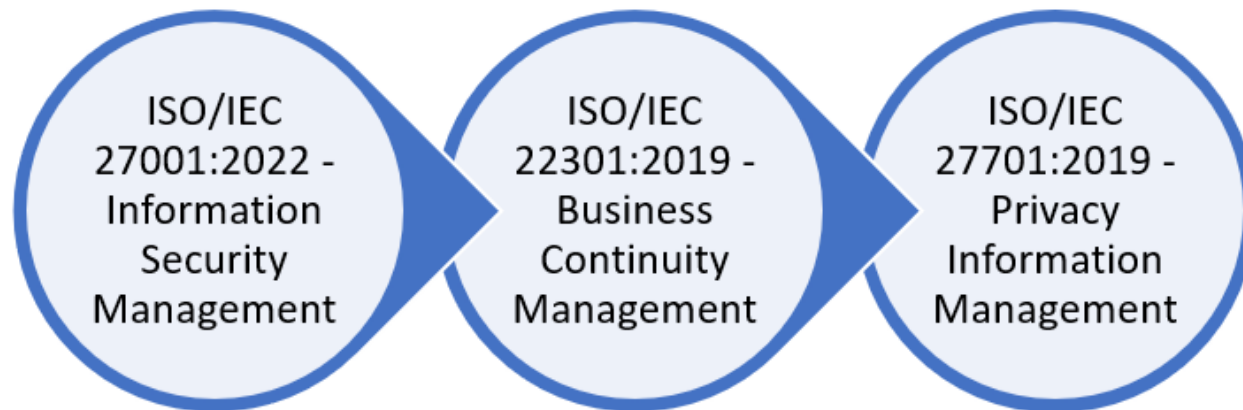 ISO/IEC
27001:2022 -
Information
Security
Management
ISO/IEC
22301:2019 -
Business
Continuity
Management
ISO/IEC
27701:2019 -
Privacy
Information
Management